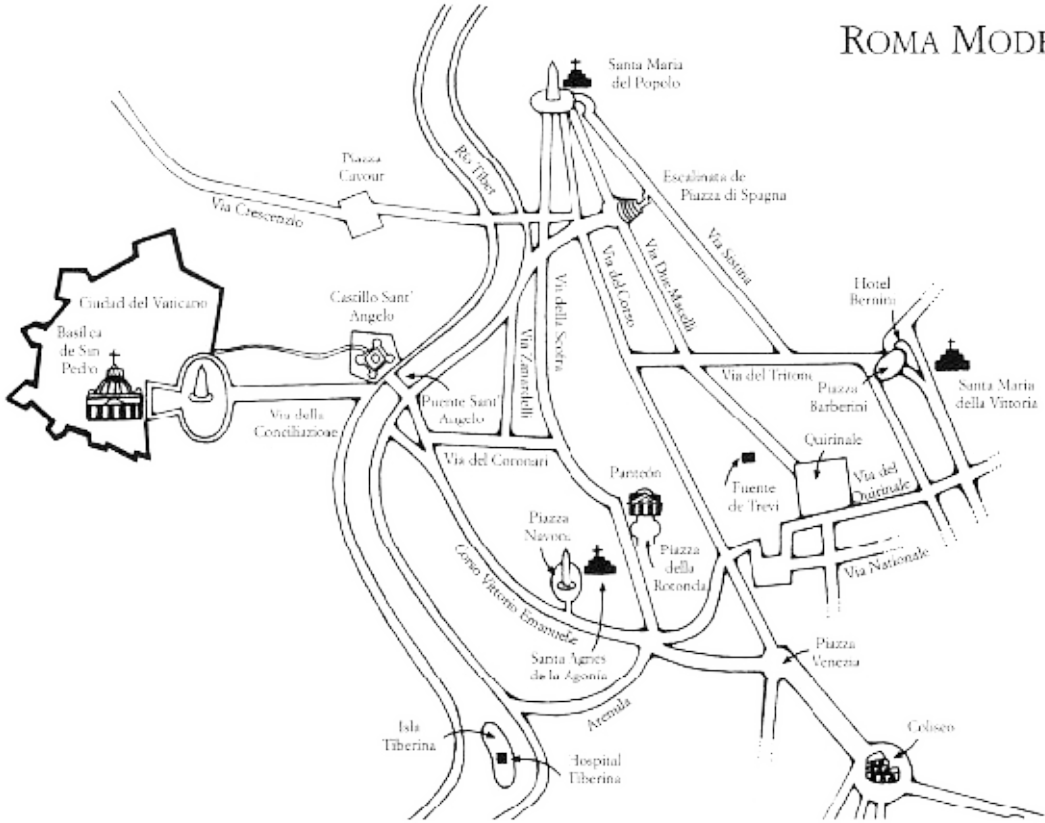 ROMA MODE
Santa Maria
del Popolo
Río Tíber
Piazza
Cavour
Via Crescenzio
Escalinata de
Piazza di Spagna
Via Sistina
Via Due Macelli
Via del Corso
Via della Scofra
Via Zanardelli
Ciudad del Vaticano
Castillo Sant'
Angelo
Hotel
Bernini
Basílica
de San
Pedro
Via del Tritone
Piazza
Barberini
Santa Maria
della Vittoria
Via della
Conciliazione
Puente Sant'
Angelo
Via del Coronari
Quirinale
Panteón
Fuente
de Trevi
Via del
Quirinale
Piazza
Navona
Piazza
della
Rotonda
Via Nationale
Corso Vittorio Emanuele
Santa Agnes
de la Agonía
Piazza
Venezia
Arenula
Isla
Tiberina
Coliseo
Hospital
Tiberina